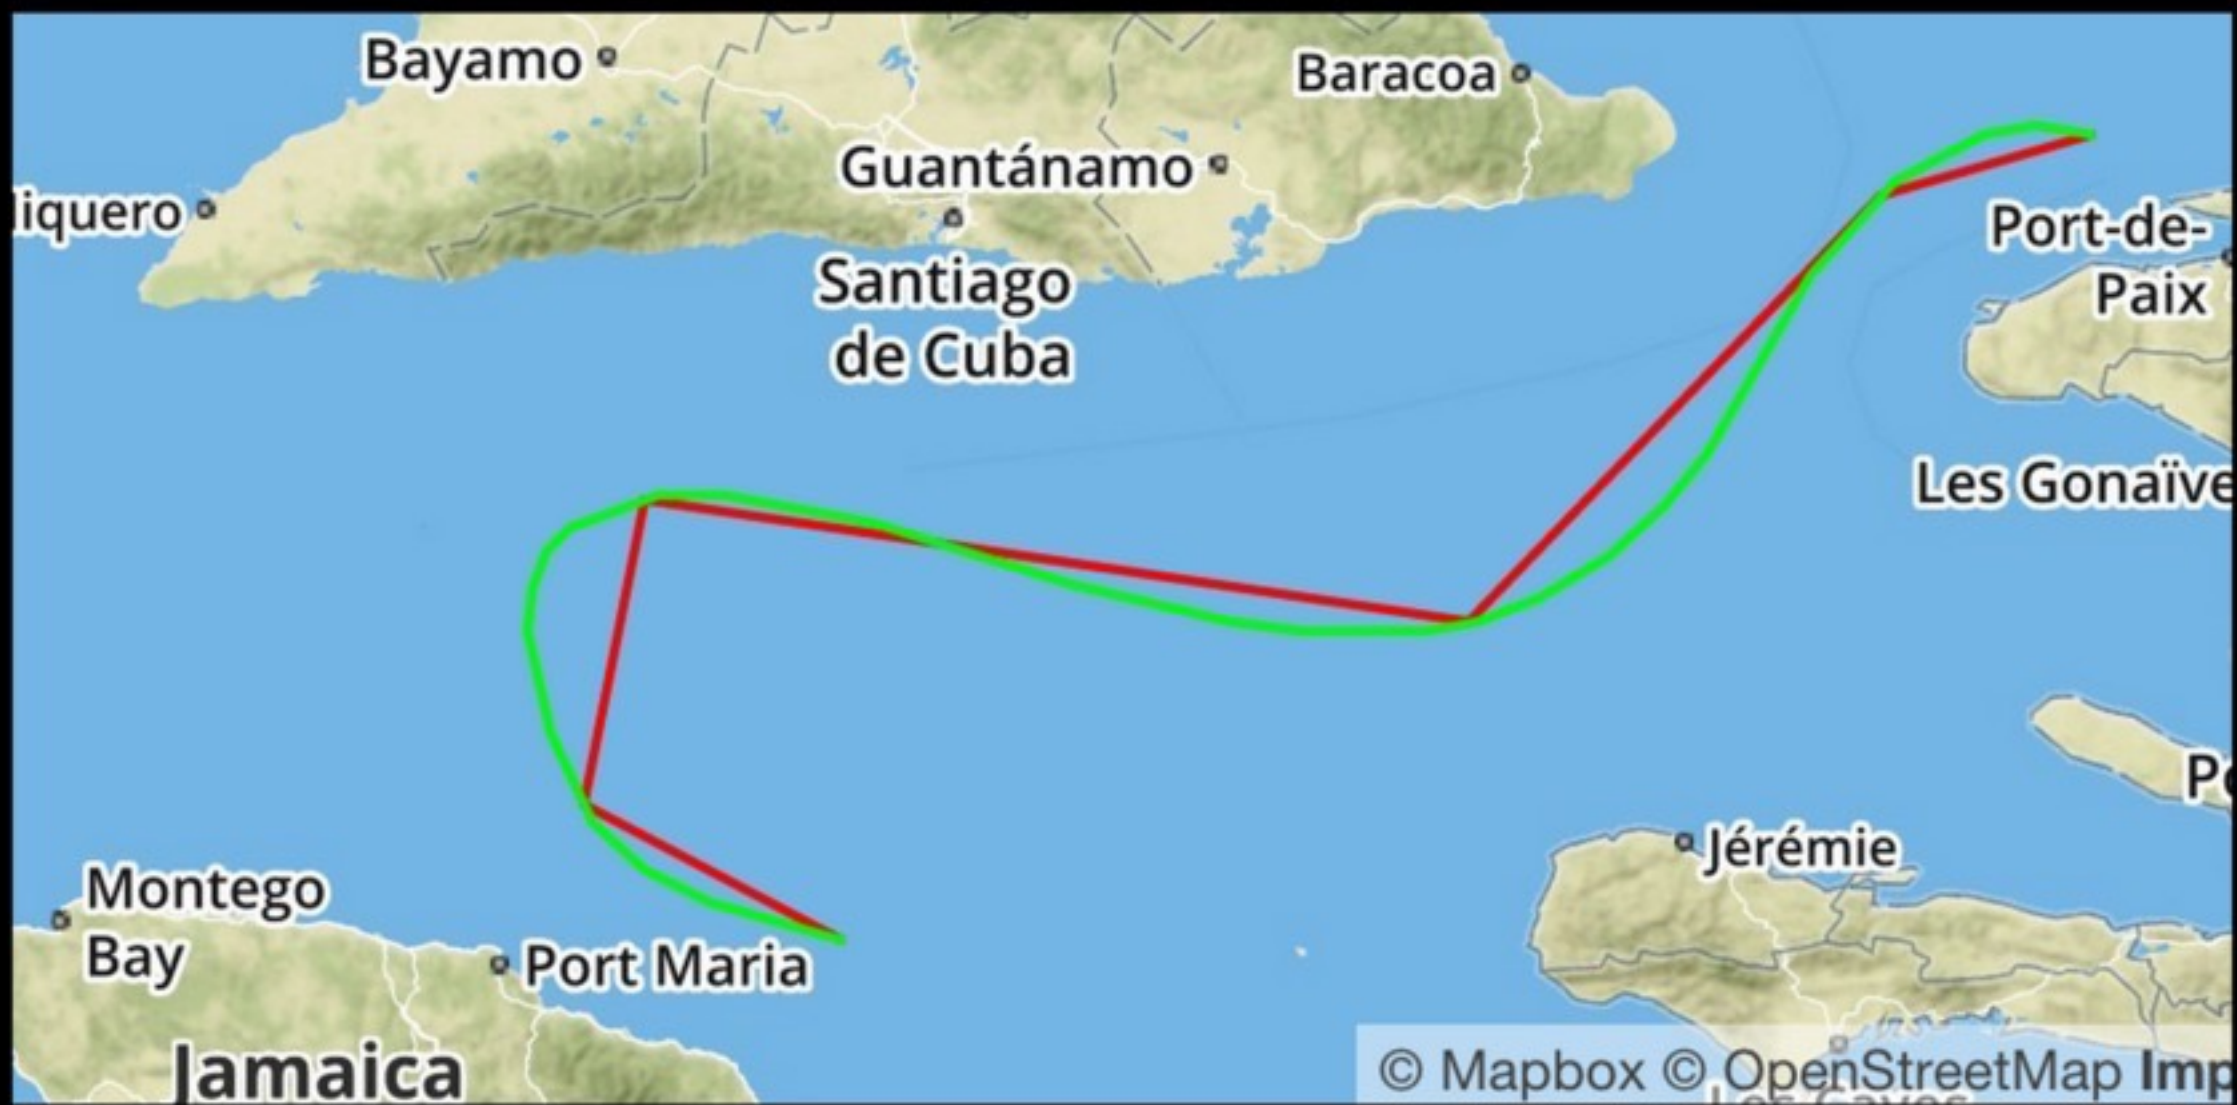 Bayamo
Baracoa
Guantánamo
iquero
Port-de-
Paix
Santiago
de Cuba
Les Gonaïve
Jérémie
Montego
Bay
Port Maria
Jamaica
© Mapbox © OpenStreetMap Imp